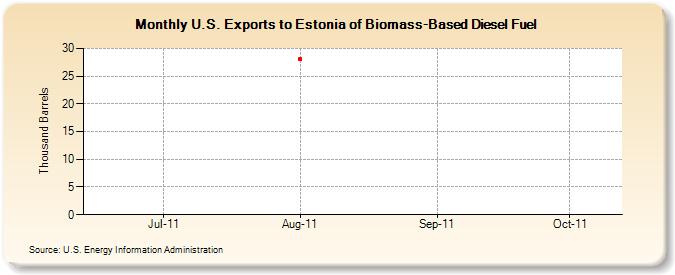 Monthly U.S. Exports to Estonia of Biomass-Based Diesel Fuel
Thousand Barrels
30
25
20
15
10
5
0
Jul-11 Aug-11 Sep-11 Oct-11
Source: U.S. Energy Information Administration